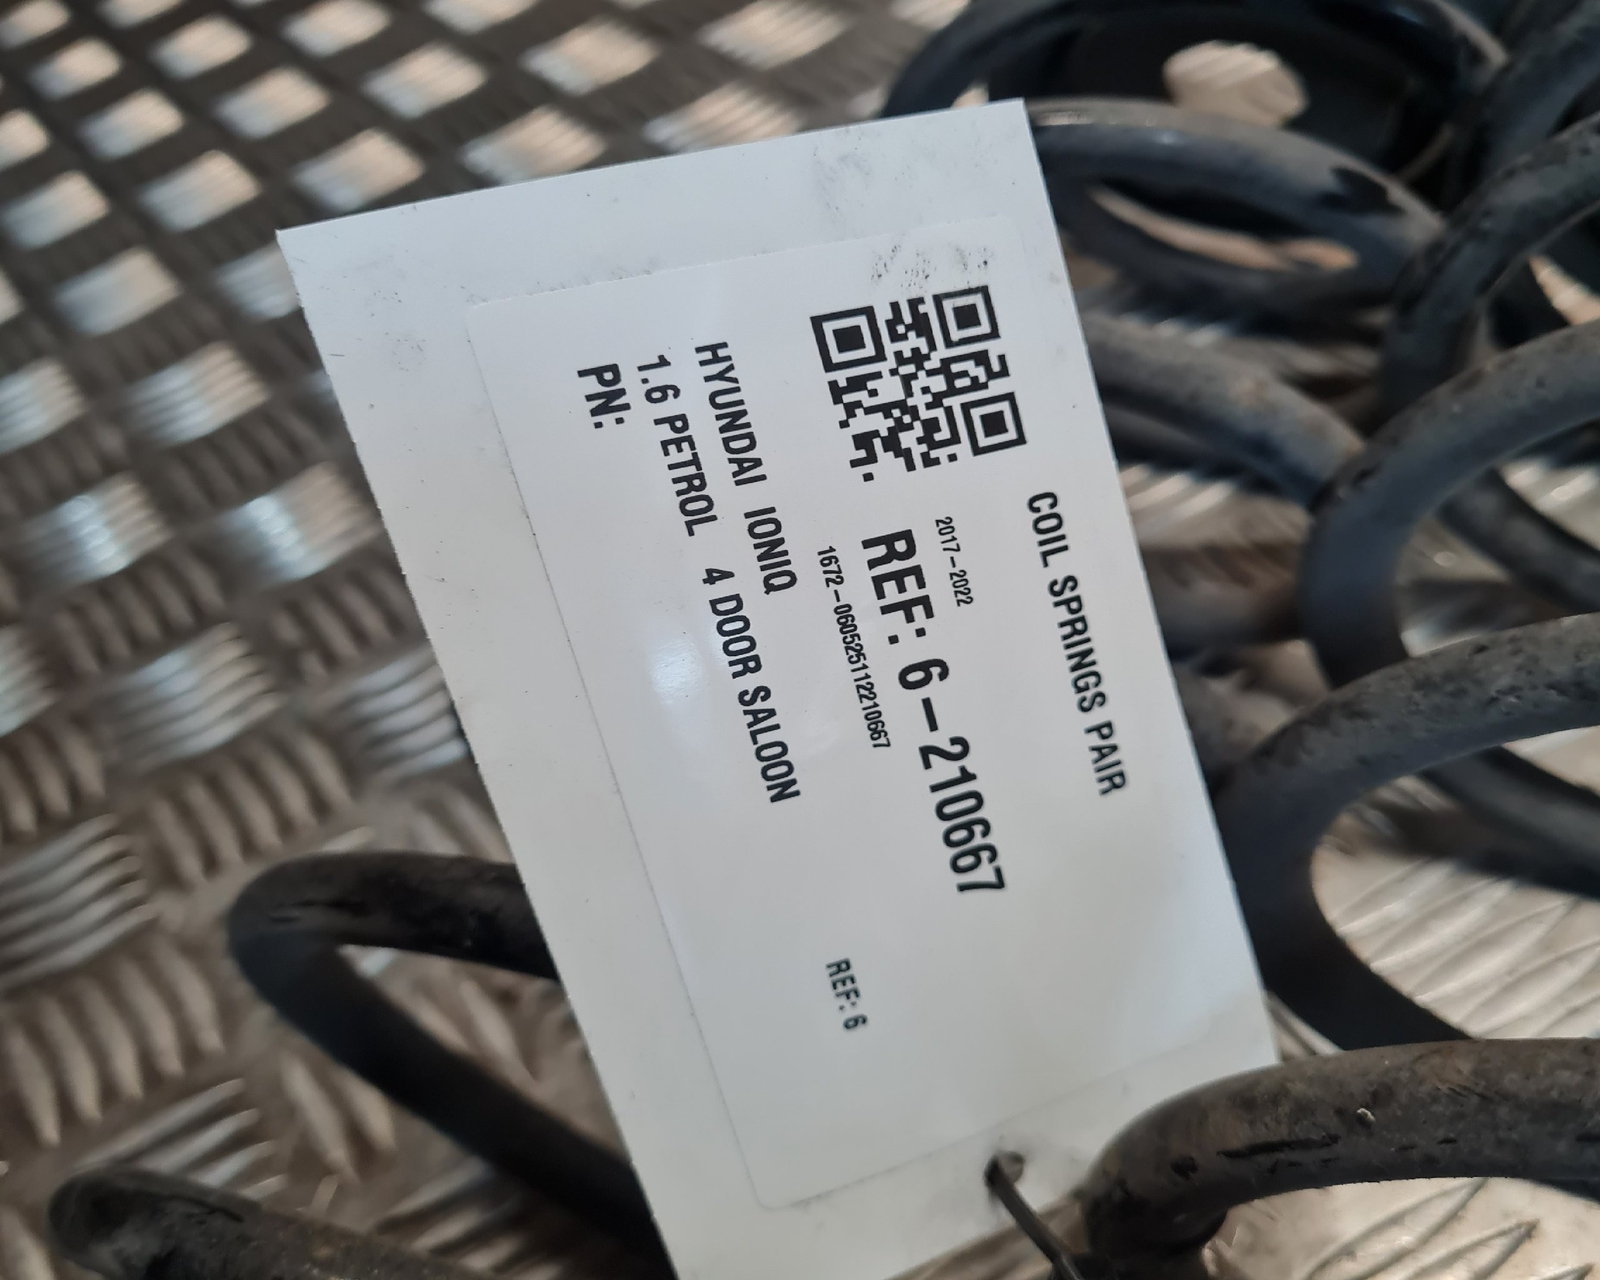 COIL SPRINGS PAIR
2017-2022
REF: 6-210667
1672-060525112210667
HYUNDAI IONIQ
1.6 PETROL 4 DOOR SALOON
PN:
REF: 6